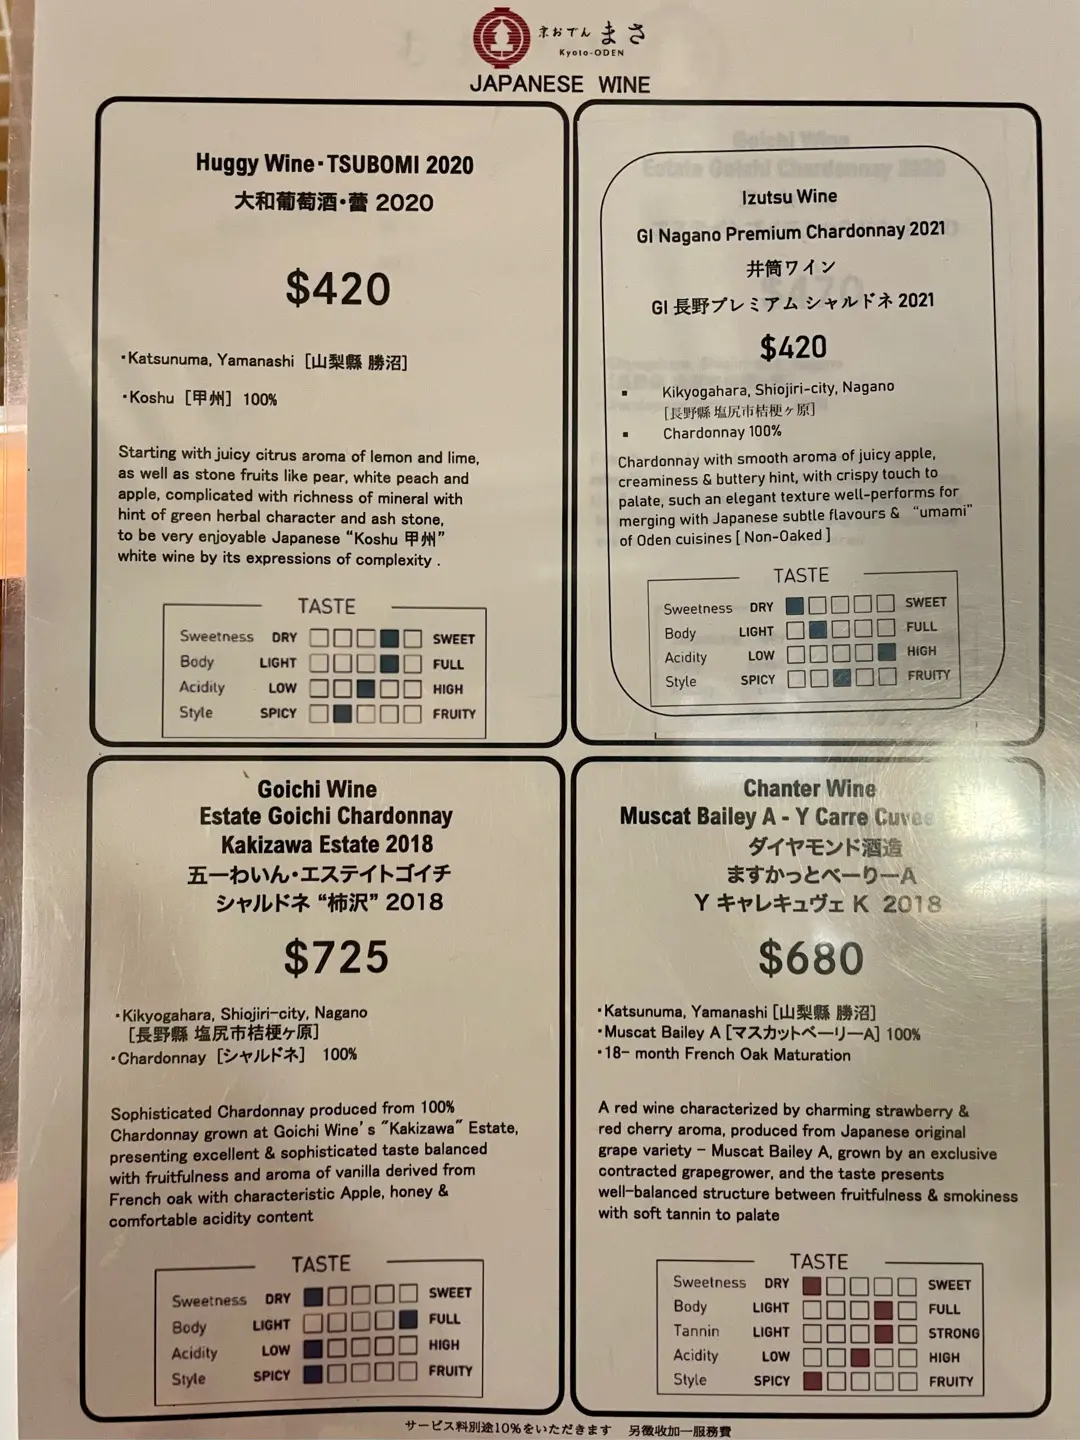 京おでん まさ
Kyoto-ODEN
JAPANESE WINE
Huggy Wine・TSUBOMI 2020
大和葡萄酒・蕾 2020
$420
・Katsunuma, Yamanashi [山梨縣 勝沼]
・Koshu [甲州] 100%
Starting with juicy citrus aroma of lemon and lime,
as well as stone fruits like pear, white peach and
apple, complicated with richness of mineral with
hint of green herbal character and ash stone,
to be very enjoyable Japanese "Koshu 甲州"
white wine by its expressions of complexity .
TASTE
Sweetness DRY SWEET
Body LIGHT FULL
Acidity LOW HIGH
Style SPICY FRUITY
Izutsu Wine
GI Nagano Premium Chardonnay 2021
井筒ワイン
GI 長野プレミアム シャルドネ 2021
$420
▪ Kikyogahara, Shiojiri-city, Nagano
[長野縣 塩尻市桔梗ヶ原]
▪ Chardonnay 100%
Chardonnay with smooth aroma of juicy apple,
creaminess & buttery hint, with crispy touch to
palate, such an elegant texture well-performs for
merging with Japanese subtle flavours & "umami"
of Oden cuisines [ Non-Oaked ]
TASTE
Sweetness DRY SWEET
Body LIGHT FULL
Acidity LOW HIGH
Style SPICY FRUITY
Goichi Wine
Estate Goichi Chardonnay
Kakizawa Estate 2018
五一わいん・エステイトゴイチ
シャルドネ "柿沢" 2018
$725
・Kikyogahara, Shiojiri-city, Nagano
[長野縣 塩尻市桔梗ヶ原]
・Chardonnay [シャルドネ] 100%
Sophisticated Chardonnay produced from 100%
Chardonnay grown at Goichi Wine's "Kakizawa" Estate,
presenting excellent & sophisticated taste balanced
with fruitfulness and aroma of vanilla derived from
French oak with characteristic Apple, honey &
comfortable acidity content
TASTE
Sweetness DRY SWEET
Body LIGHT FULL
Acidity LOW HIGH
Style SPICY FRUITY
Chanter Wine
Muscat Bailey A - Y Carre Cuvee
ダイヤモンド酒造
ますかっとべーりーA
Y キャレキュヴェ K 2018
$680
・Katsunuma, Yamanashi [山梨縣 勝沼]
・Muscat Bailey A [マスカットベーリーA] 100%
・18- month French Oak Maturation
A red wine characterized by charming strawberry &
red cherry aroma, produced from Japanese original
grape variety - Muscat Bailey A, grown by an exclusive
contracted grapegrower, and the taste presents
well-balanced structure between fruitfulness & smokiness
with soft tannin to palate
TASTE
Sweetness DRY SWEET
Body LIGHT FULL
Tannin LIGHT STRONG
Acidity LOW HIGH
Style SPICY FRUITY
サービス料別途10%をいただきます 另徵收加一服務費